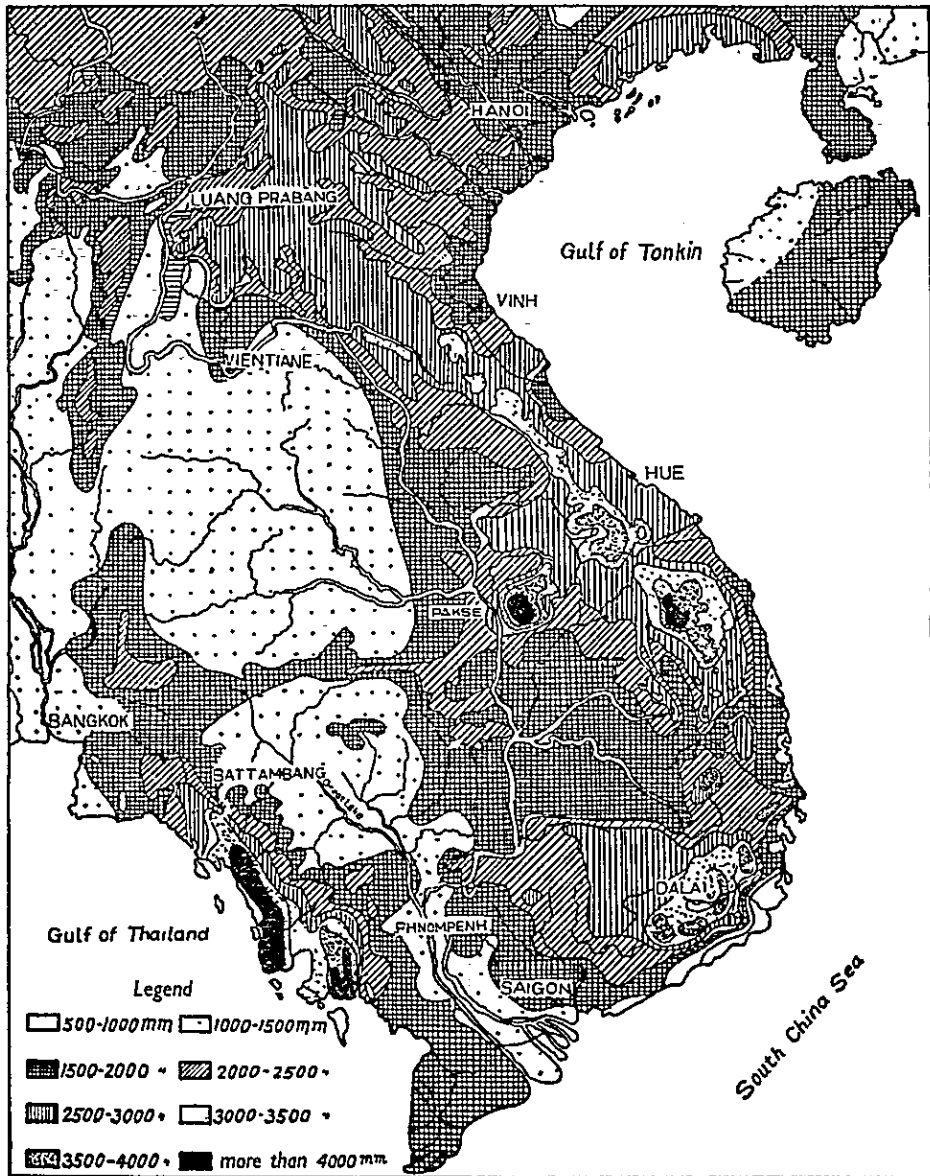 HANOI
LUANG PRABANG
Gulf of Tonkin
VINH
VIENTIANE
HUE
PAKSE
BANGKOK
BATTAMBANG
DALAT
Gulf of Thailand
PHNOMPENH
SAIGON
South China Sea
Legend
500-1000mm 1000-1500mm
1500-2000 " 2000-2500 "
2500-3000 " 3000-3500 "
3500-4000 " more than 4000mm